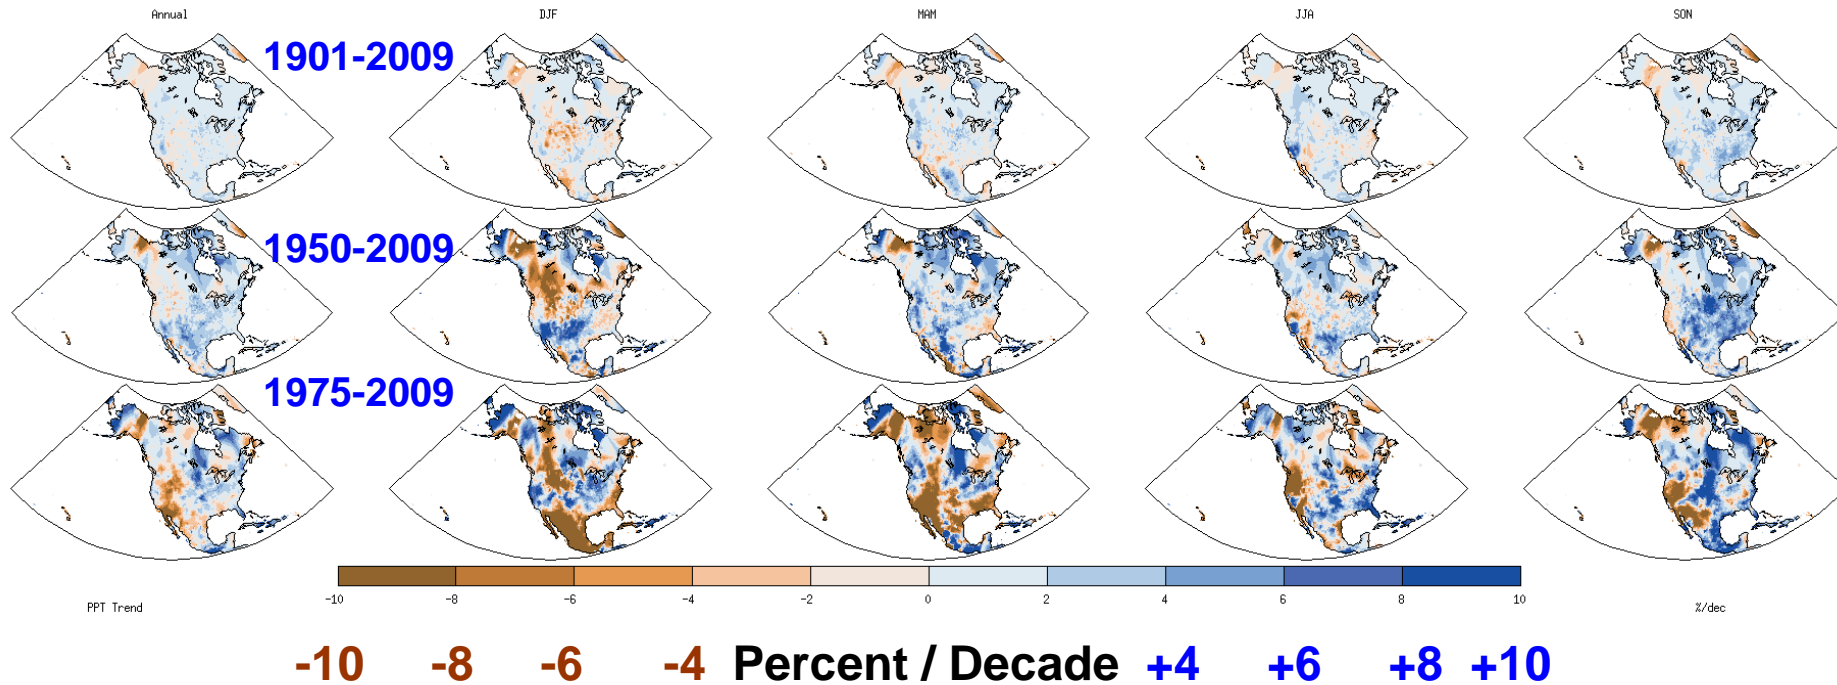 Annual DJF MAM JJA SON
1901-2009
1950-2009
1975-2009
-10 -8 -6 -4 -2 0 2 4 6 8 10
PPT Trend %/dec
-10 -8 -6 -4 Percent / Decade +4 +6 +8 +10